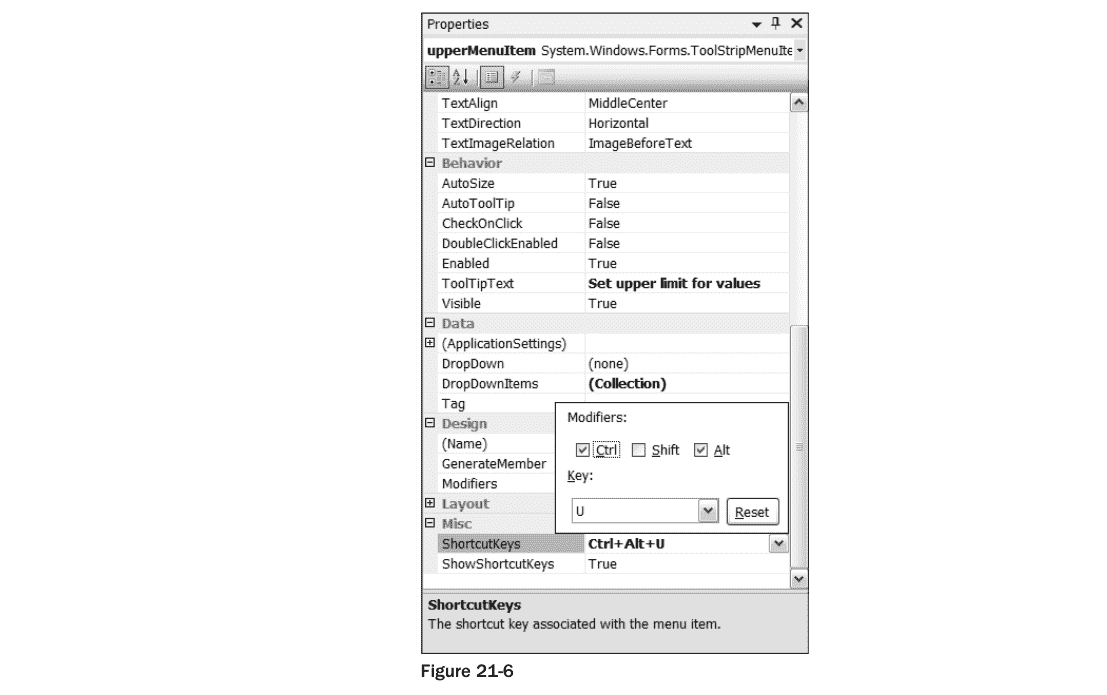 Properties
upperMenuItem System.Windows.Forms.ToolStripMenuIte
TextAlign MiddleCenter
TextDirection Horizontal
TextImageRelation ImageBeforeText
Behavior
AutoSize True
AutoToolTip False
CheckOnClick False
DoubleClickEnabled False
Enabled True
ToolTipText Set upper limit for values
Visible True
Data
(ApplicationSettings)
DropDown (none)
DropDownItems (Collection)
Tag
Modifiers:
Design
(Name)
Ctrl Shift Alt
GenerateMember
Key:
Modifiers
Layout
U Reset
Misc
ShortcutKeys Ctrl+Alt+U
ShowShortcutKeys True
ShortcutKeys
The shortcut key associated with the menu item.
Figure 21-6